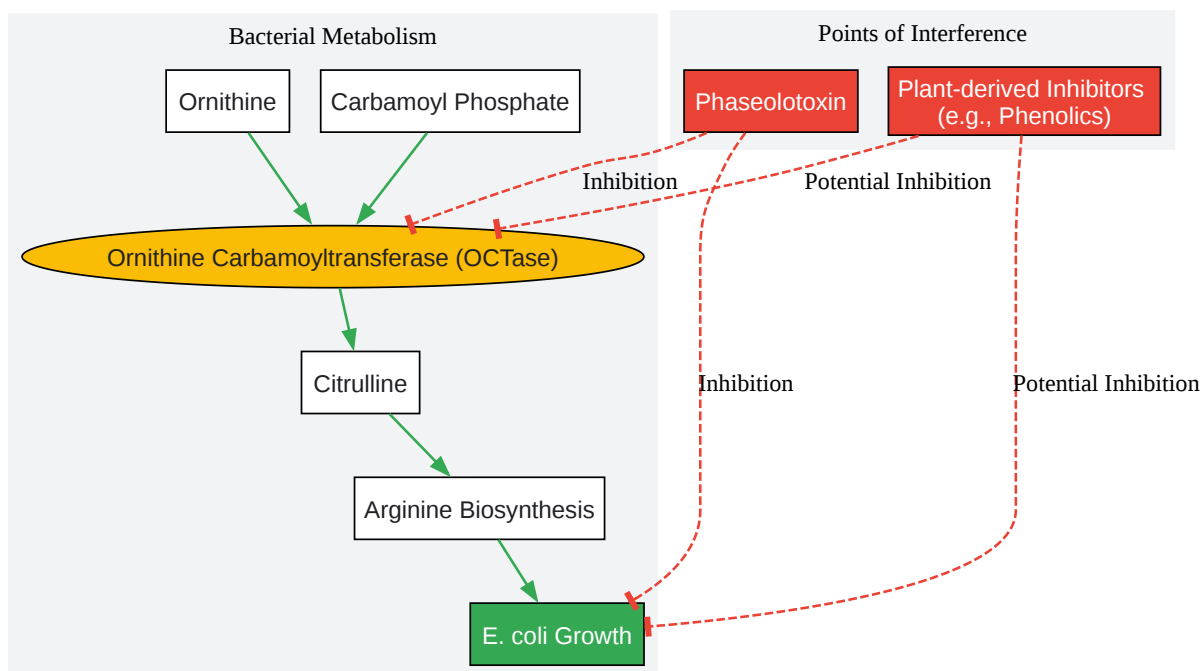 Bacterial Metabolism
Points of Interference
Ornithine
Carbamoyl Phosphate
Phaseolotoxin
Plant-derived Inhibitors
(e.g., Phenolics)
Inhibition
Potential Inhibition
Ornithine Carbamoyltransferase (OCTase)
Citrulline
Inhibition
Potential Inhibition
Arginine Biosynthesis
E. coli Growth